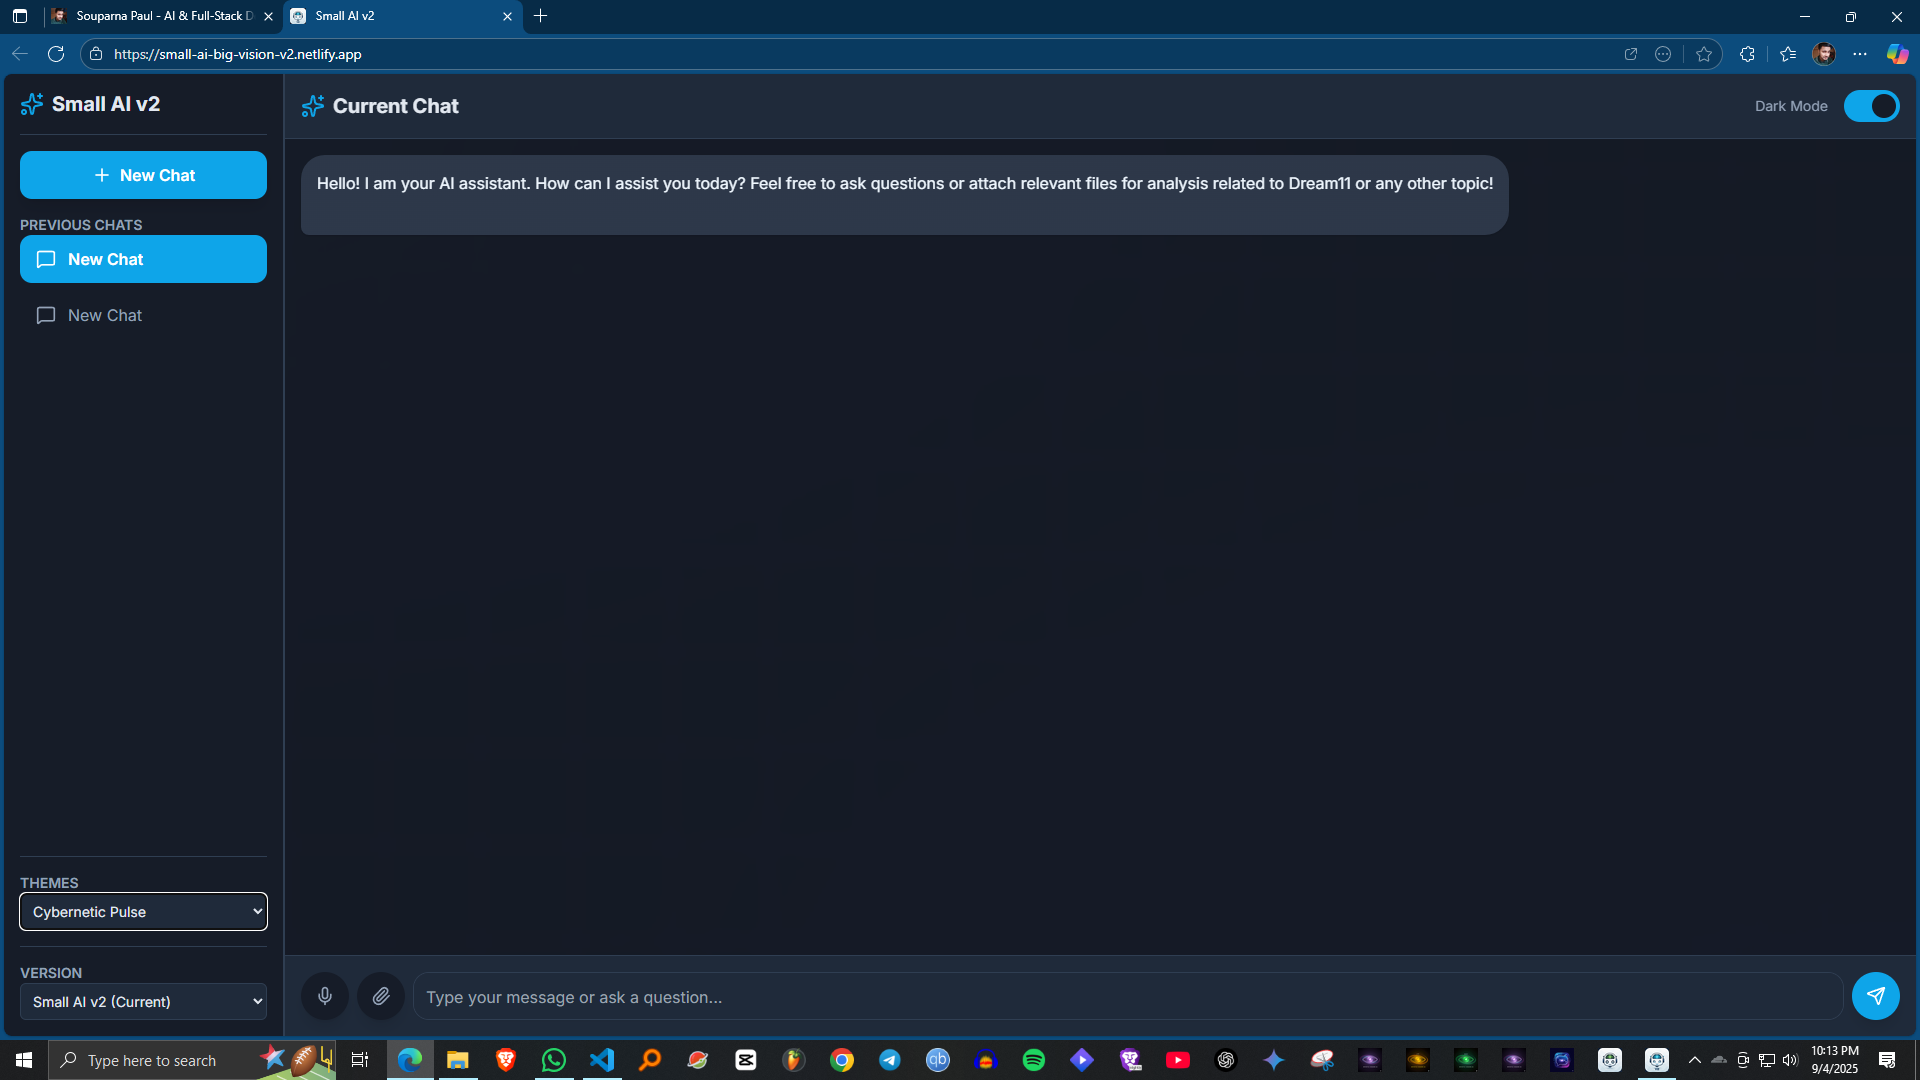 Souparna Paul - AI & Full-Stack D
Small AI v2
https://small-ai-big-vision-v2.netlify.app
Small AI v2
New Chat
PREVIOUS CHATS
New Chat
New Chat
THEMES
Cybernetic Pulse
VERSION
Small AI v2 (Current)
Current Chat
Dark Mode
Hello! I am your AI assistant. How can I assist you today? Feel free to ask questions or attach relevant files for analysis related to Dream11 or any other topic!
Type your message or ask a question...
Type here to search
qb
10:13 PM
9/4/2025